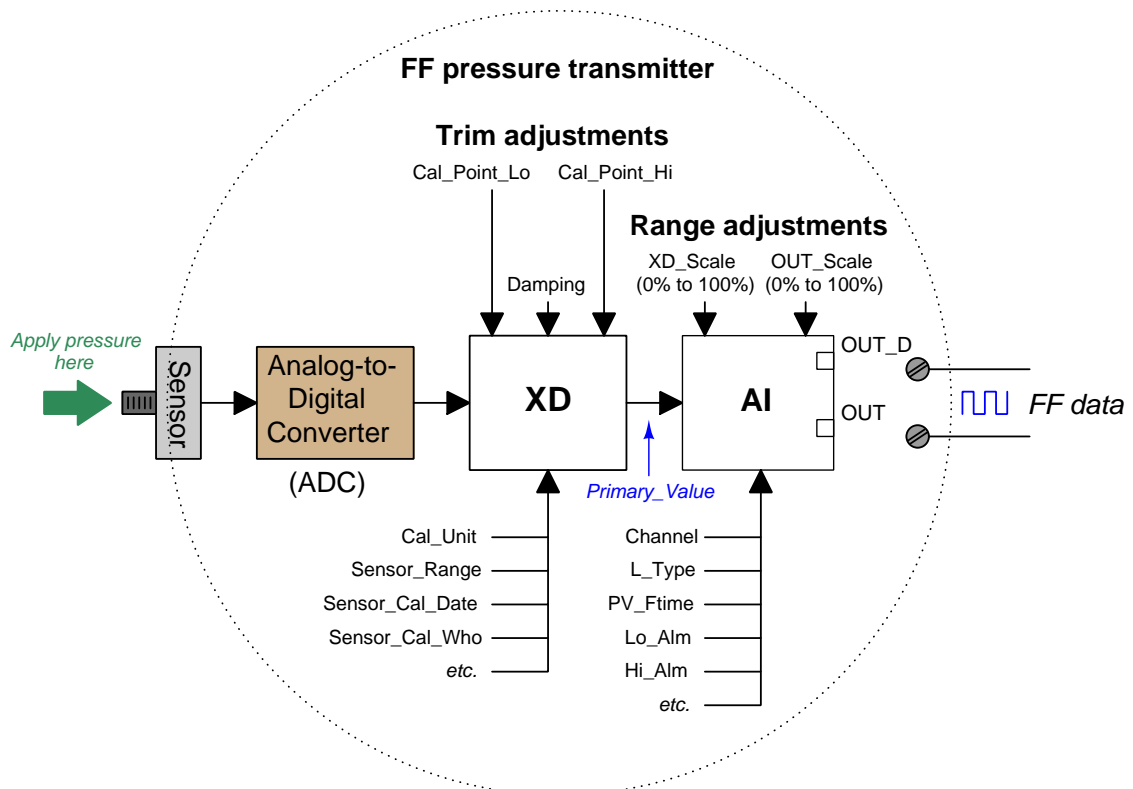 FF pressure transmitter
Trim adjustments
Cal_Point_Lo
Cal_Point_Hi
Range adjustments
XD_Scale
(0% to 100%)
OUT_Scale
(0% to 100%)
Damping
Apply pressure
here
Sensor
Analog-to-
Digital
Converter
(ADC)
XD
AI
OUT_D
OUT
FF data
Primary_Value
Cal_Unit
Sensor_Range
Sensor_Cal_Date
Sensor_Cal_Who
etc.
Channel
L_Type
PV_Ftime
Lo_Alm
Hi_Alm
etc.